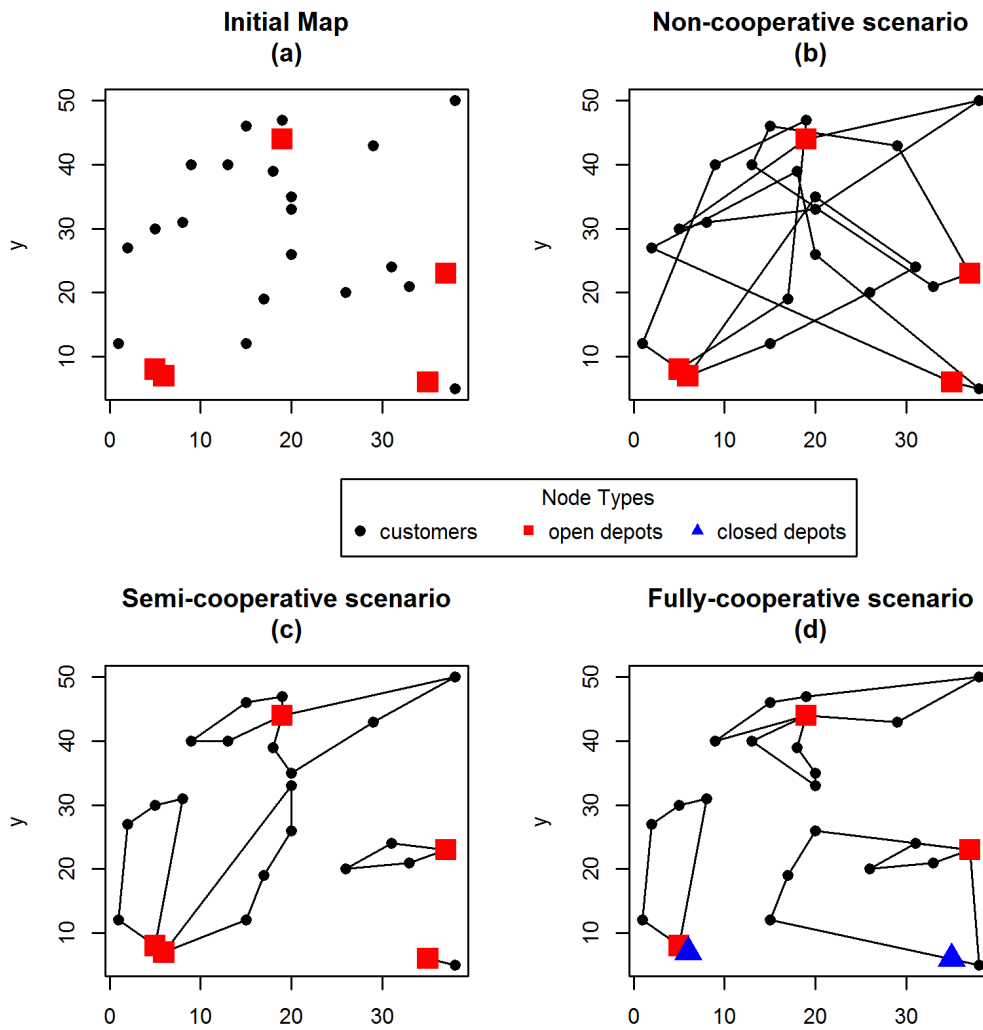 Initial Map
(a)
50
40
30
20
10
y
0 10 20 30
Non-cooperative scenario
(b)
50
40
30
20
10
y
0 10 20 30
Node Types
customers open depots closed depots
Semi-cooperative scenario
(c)
50
40
30
20
10
y
0 10 20 30
Fully-cooperative scenario
(d)
50
40
30
20
10
y
0 10 20 30